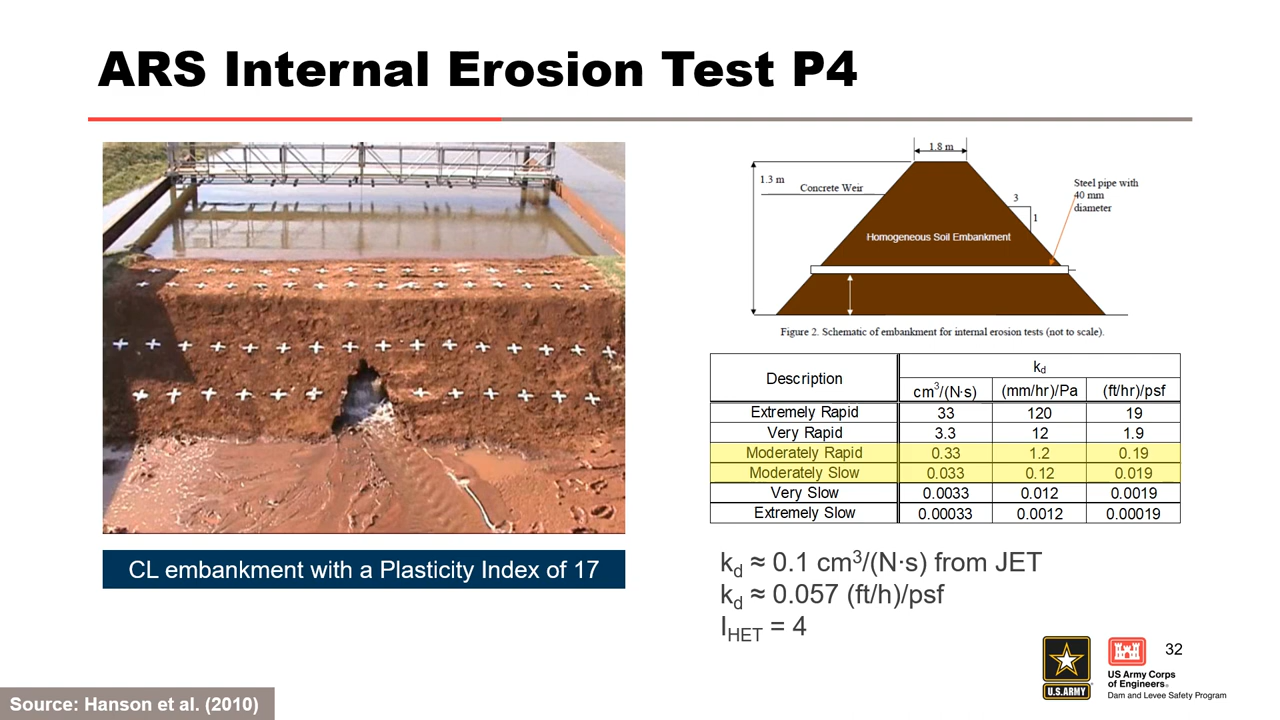 ARS Internal Erosion Test P4
1.8 m
1.3 m
Concrete Weir
Steel pipe with
40 mm
diameter
3
1
Homogeneous Soil Embankment
Figure 2. Schematic of embankment for internal erosion tests (not to scale).
Description
k_d
cm³/(N·s) (mm/hr)/Pa (ft/hr)/psf
Extremely Rapid 33 120 19
Very Rapid 3.3 12 1.9
Moderately Rapid 0.33 1.2 0.19
Moderately Slow 0.033 0.12 0.019
Very Slow 0.0033 0.012 0.0019
Extremely Slow 0.00033 0.0012 0.00019
CL embankment with a Plasticity Index of 17
k_d ≈ 0.1 cm³/(N·s) from JET
k_d ≈ 0.057 (ft/h)/psf
I_HET = 4
U.S.ARMY
US Army Corps
of Engineers®
Dam and Levee Safety Program
32
Source: Hanson et al. (2010)